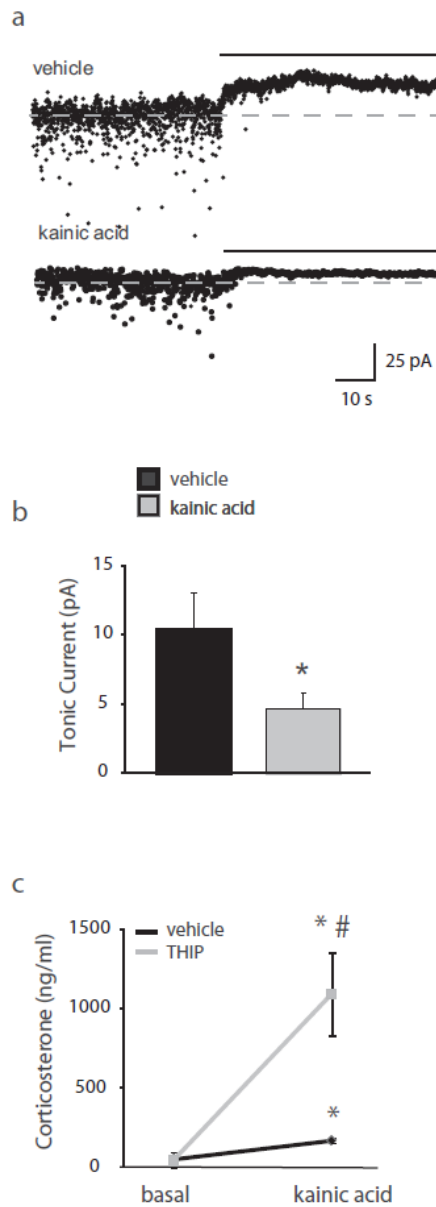 a
vehicle
kainic acid
25 pA
10 s
vehicle
kainic acid
b
15
10
5
0
Tonic Current (pA)
*
c
1500
1000
500
0
Corticosterone (ng/ml)
vehicle
THIP
* #
*
basal kainic acid